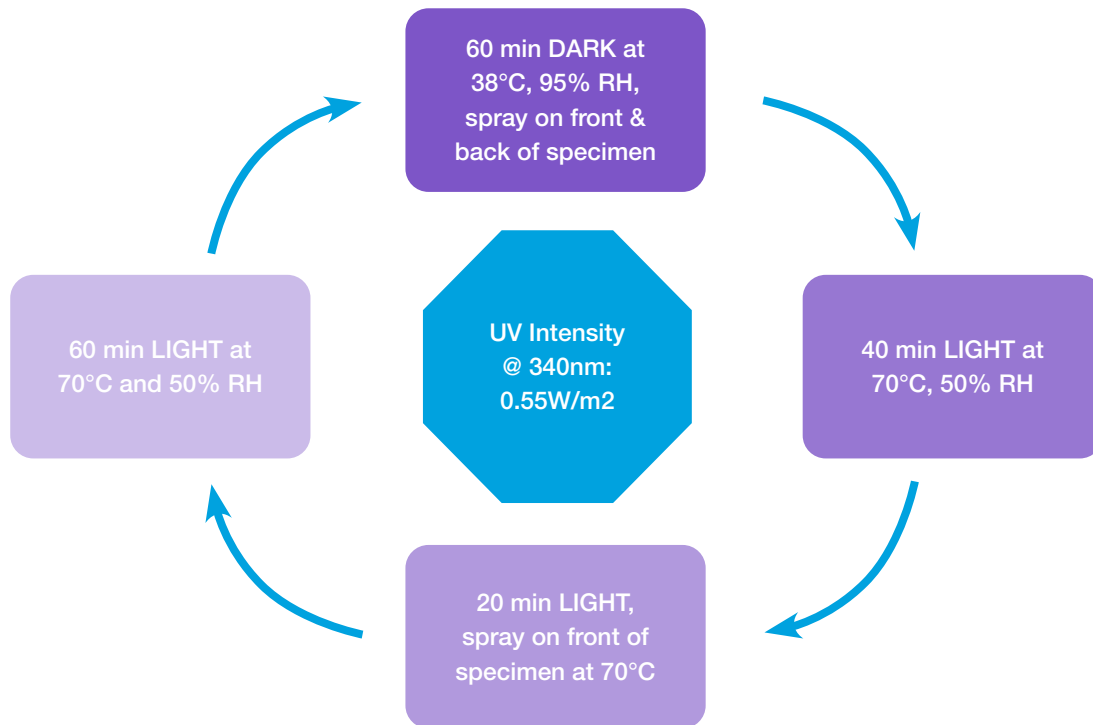 60 min DARK at
38°C, 95% RH,
spray on front &
back of specimen
60 min LIGHT at
70°C and 50% RH
UV Intensity
@ 340nm:
0.55W/m2
40 min LIGHT at
70°C, 50% RH
20 min LIGHT,
spray on front of
specimen at 70°C